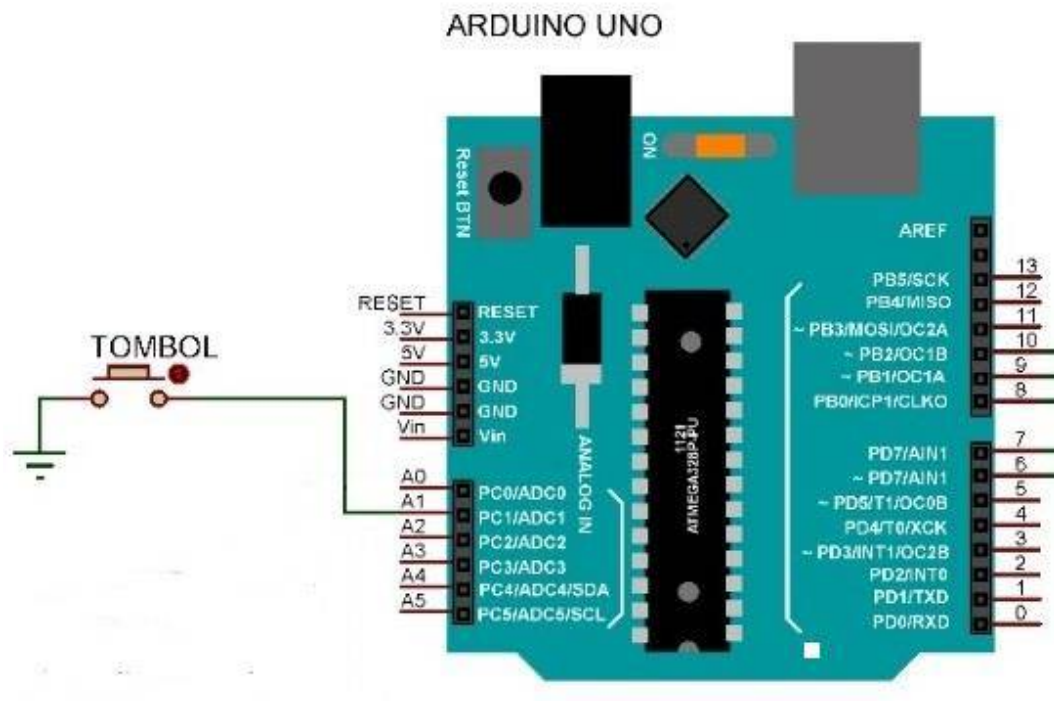 ARDUINO UNO
Reset BTN
ON
AREF
PB5/SCK 13
PB4/MISO 12
~ PB3/MOSI/OC2A 11
~ PB2/OC1B 10
~ PB1/OC1A 9
PB0/ICP1/CLKO 8
RESET RESET
3.3V 3.3V
5V 5V
GND GND
GND GND
Vin Vin
TOMBOL
ANALOG IN
1121
ATMEGA328P-PU
A0 PC0/ADC0
A1 PC1/ADC1
A2 PC2/ADC2
A3 PC3/ADC3
A4 PC4/ADC4/SDA
A5 PC5/ADC5/SCL
PD7/AIN1 7
~ PD7/AIN1 6
~ PD5/T1/OC0B 5
PD4/T0/XCK 4
~ PD3/INT1/OC2B 3
PD2/INT0 2
PD1/TXD 1
PD0/RXD 0